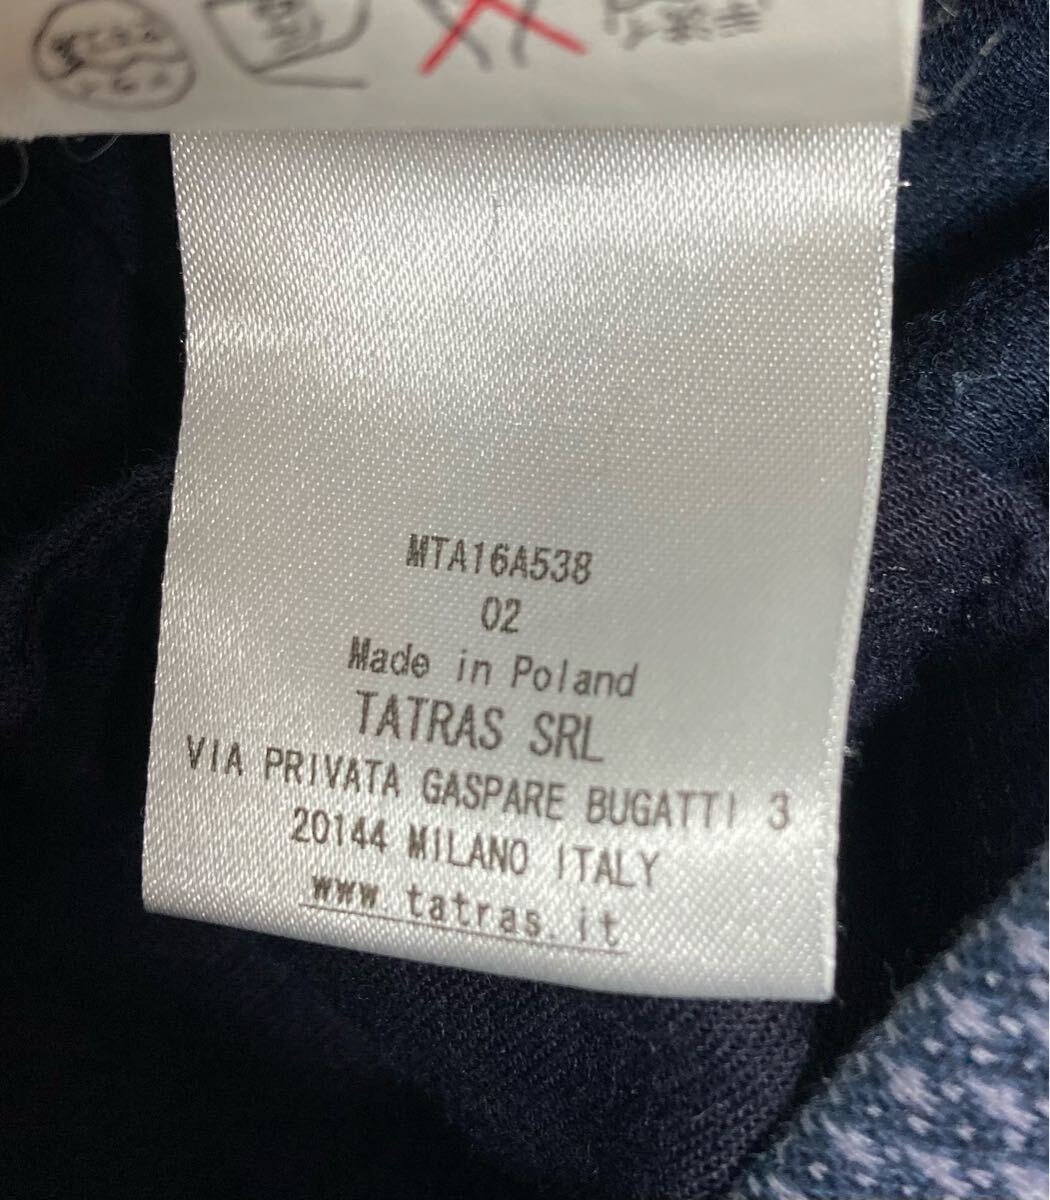 MTA16A538
02
Made in Poland
TATRAS SRL
VIA PRIVATA GASPARE BUGATTI 3
20144 MILANO ITALY
www.tatras.it